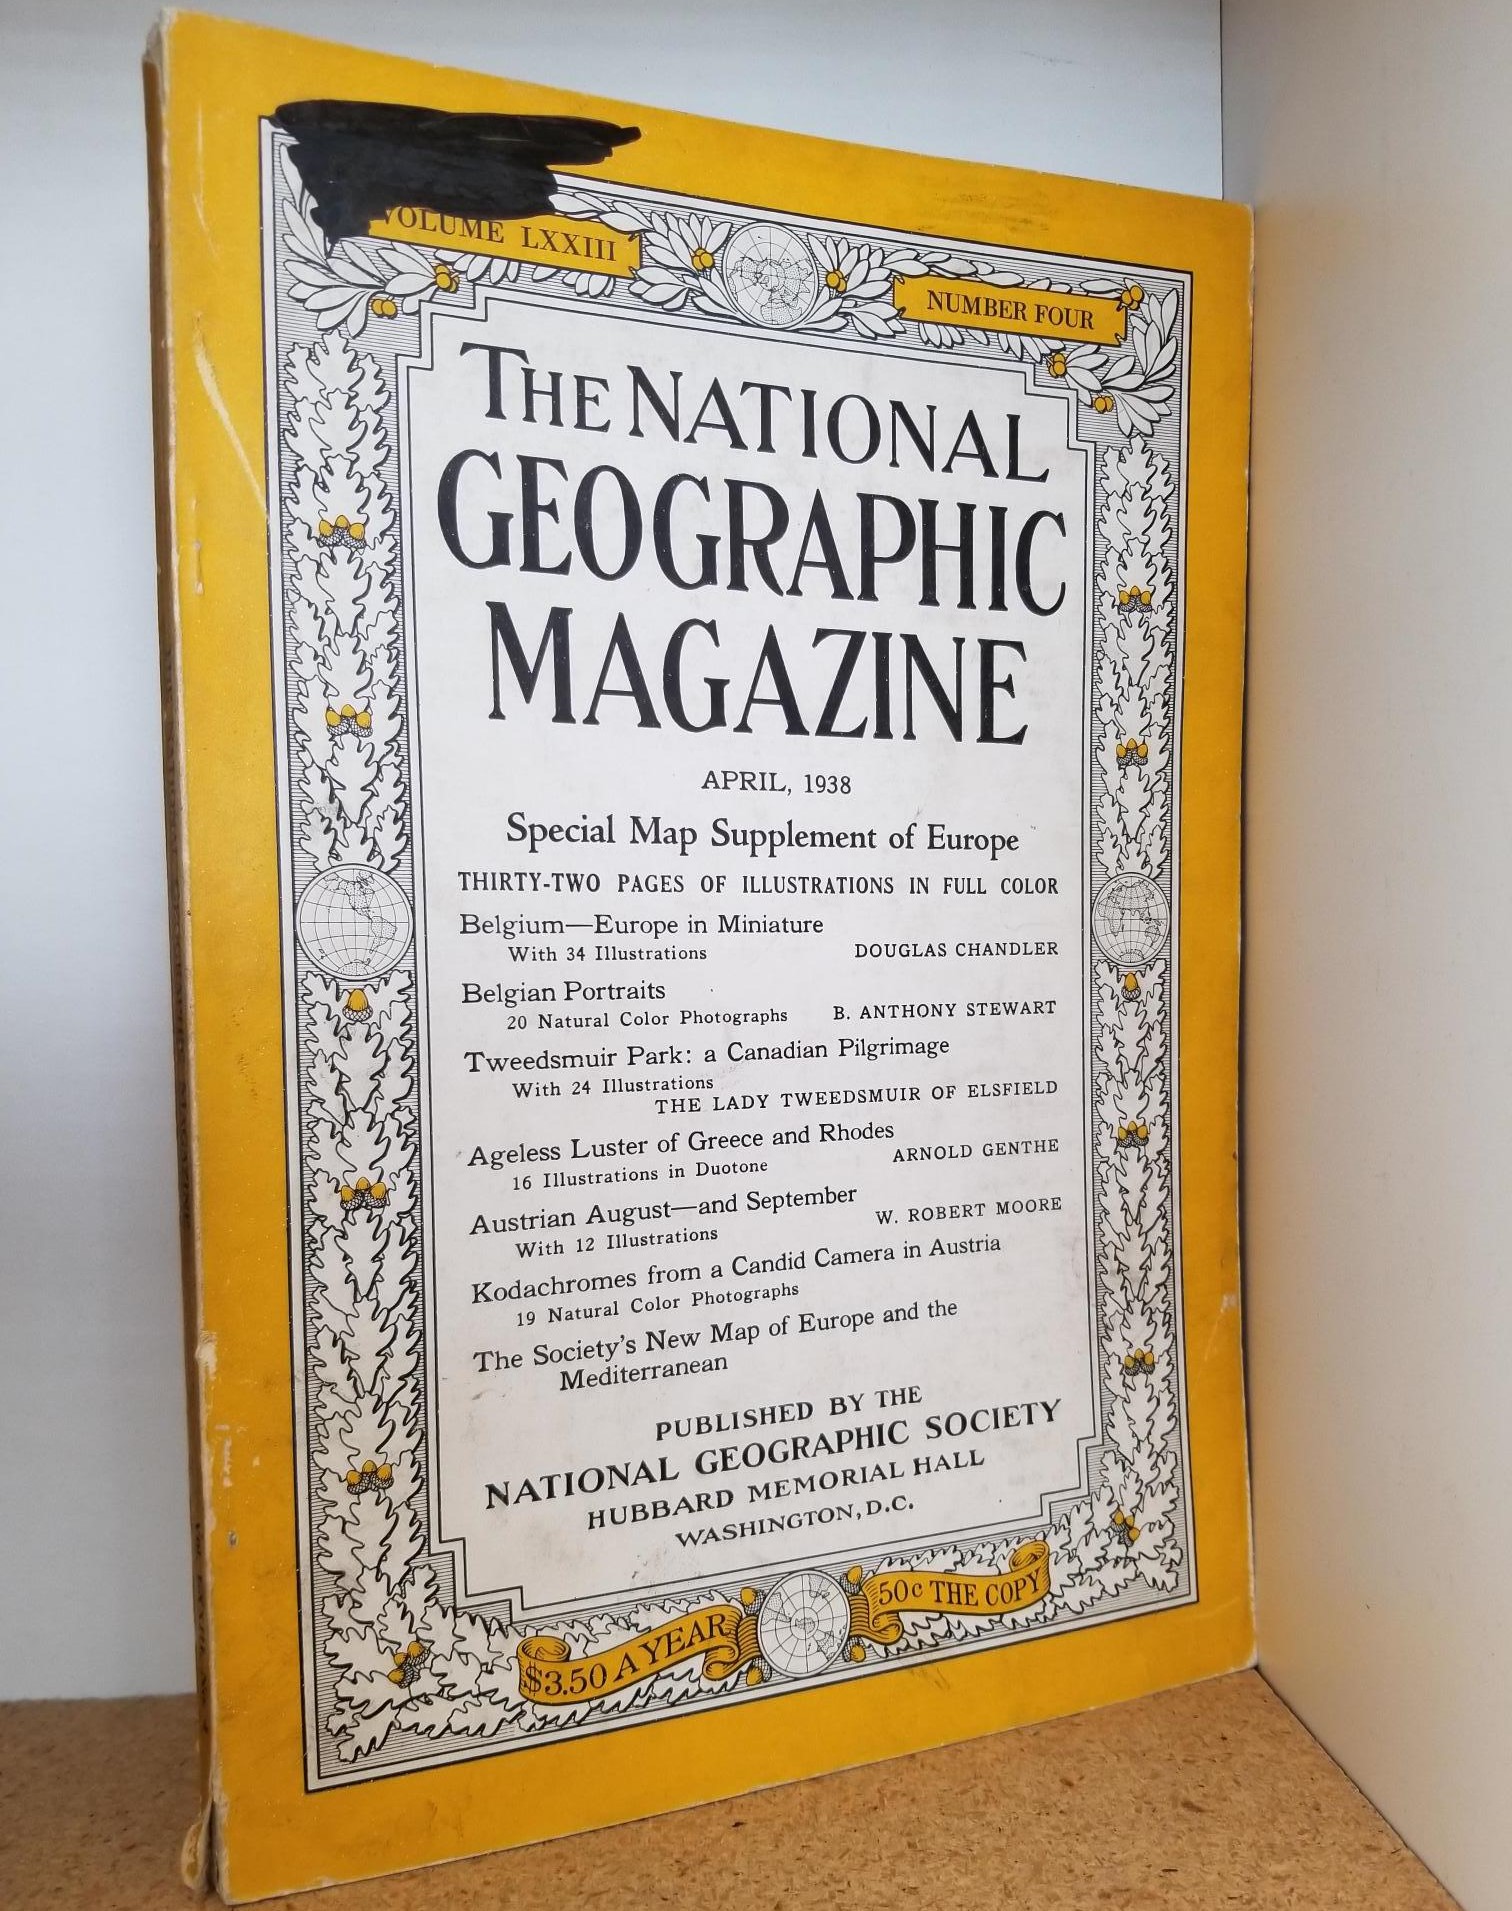 VOLUME LXXIII
NUMBER FOUR
THE NATIONAL
GEOGRAPHIC
MAGAZINE
APRIL, 1938
Special Map Supplement of Europe
THIRTY-TWO PAGES OF ILLUSTRATIONS IN FULL COLOR
Belgium—Europe in Miniature
With 34 Illustrations DOUGLAS CHANDLER
Belgian Portraits
20 Natural Color Photographs B. ANTHONY STEWART
Tweedsmuir Park: a Canadian Pilgrimage
With 24 Illustrations
THE LADY TWEEDSMUIR OF ELSFIELD
Ageless Luster of Greece and Rhodes
16 Illustrations in Duotone ARNOLD GENTHE
Austrian August—and September
With 12 Illustrations W. ROBERT MOORE
Kodachromes from a Candid Camera in Austria
19 Natural Color Photographs
The Society's New Map of Europe and the
Mediterranean
PUBLISHED BY THE
NATIONAL GEOGRAPHIC SOCIETY
HUBBARD MEMORIAL HALL
WASHINGTON, D.C.
$3.50 A YEAR
50c THE COPY